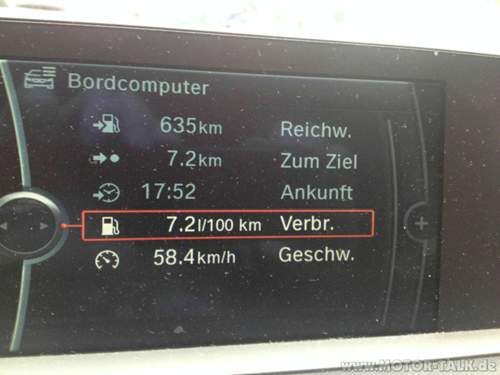 Bordcomputer
635km Reichw.
7.2km Zum Ziel
17:52 Ankunft
7.2l/100 km Verbr.
58.4km/h Geschw.
www.MOTOR-TALK.de